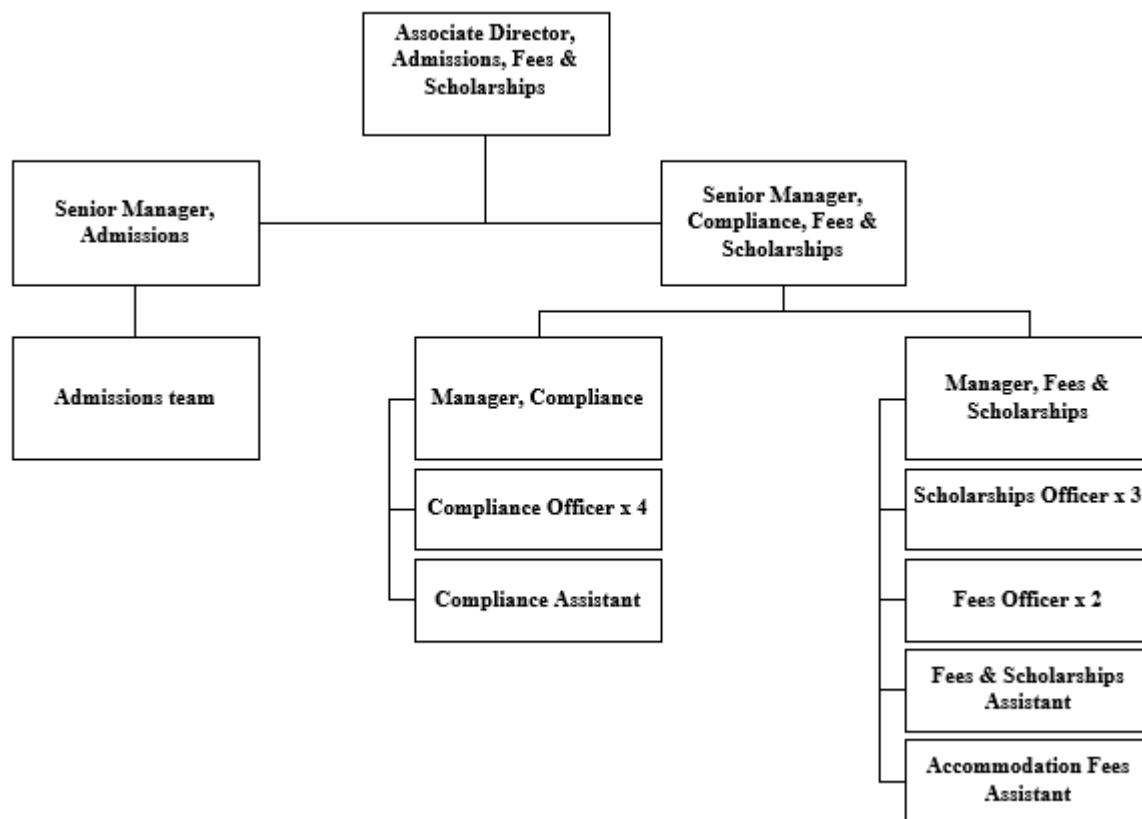 Associate Director,
Admissions, Fees &
Scholarships
Senior Manager,
Admissions
Senior Manager,
Compliance, Fees &
Scholarships
Admissions team
Manager, Compliance
Manager, Fees &
Scholarships
Compliance Officer x 4
Scholarships Officer x 3
Compliance Assistant
Fees Officer x 2
Fees & Scholarships
Assistant
Accommodation Fees
Assistant